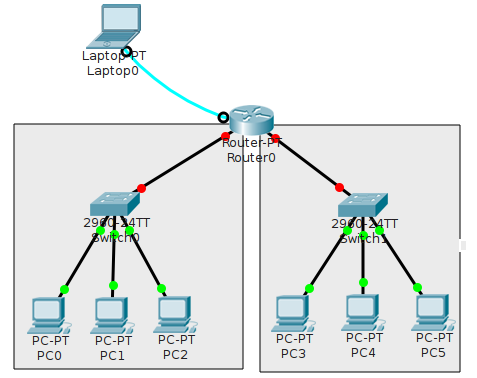 Laptop-PT
Laptop0
Router-PT
Router0
2960-24TT
Switch0
2960-24TT
Switch1
PC-PT
PC0
PC-PT
PC1
PC-PT
PC2
PC-PT
PC3
PC-PT
PC4
PC-PT
PC5